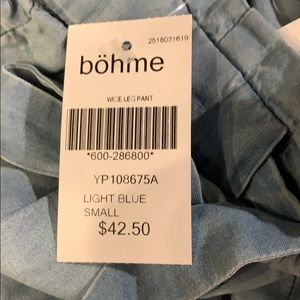 2518031619
böhme
WIDE LEG PANT
*600-286800*
YP108675A
LIGHT BLUE
SMALL
$42.50